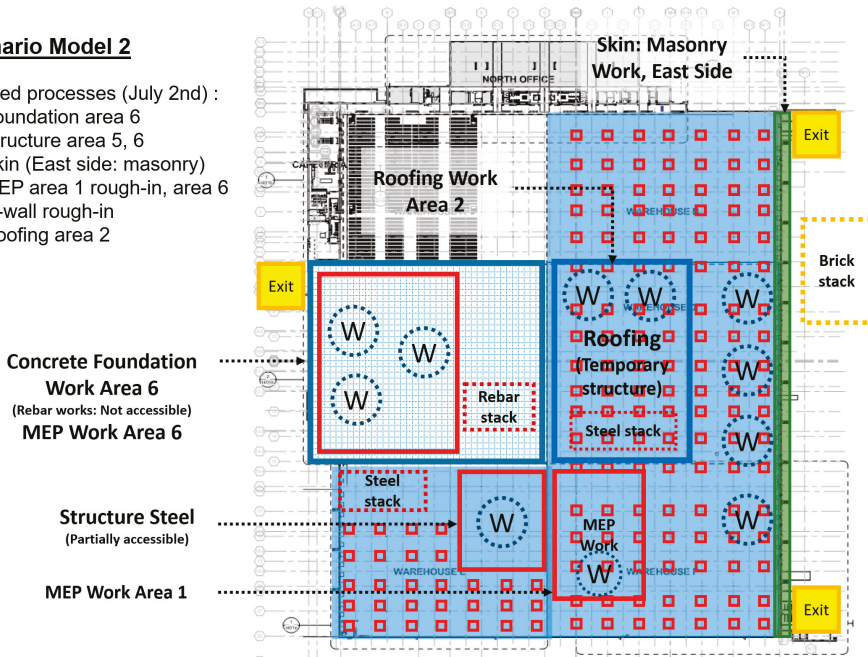 nario Model 2
ed processes (July 2nd) :
oundation area 6
ructure area 5, 6
kin (East side: masonry)
EP area 1 rough-in, area 6
-wall rough-in
oofing area 2
Skin: Masonry
Work, East Side
NORTH OFFICE
Exit
Roofing Work
Area 2
Brick
stack
Exit
W W W
Roofing
(Temporary
structure)
Steel stack
W
W
W
W
W
W
Rebar
stack
Concrete Foundation
Work Area 6
(Rebar works: Not accessible)
MEP Work Area 6
Steel
stack
Structure Steel
(Partially accessible)
W
MEP
Work
W
WAREHOUSE
WAREHOUSE
MEP Work Area 1
Exit